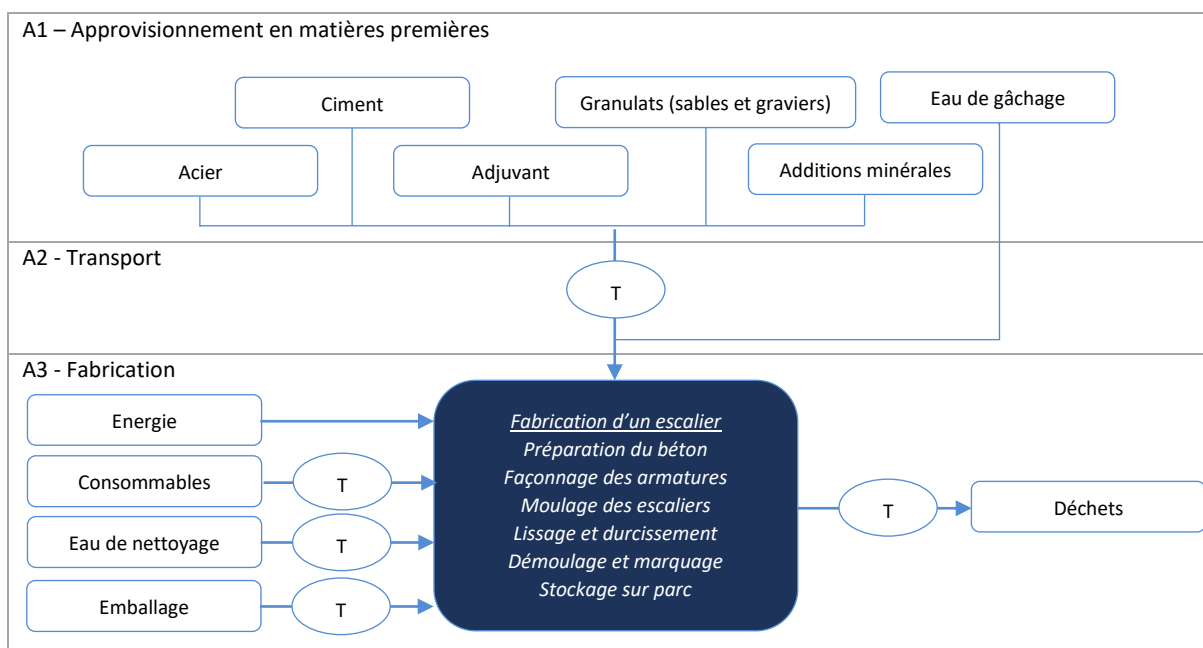 A1 – Approvisionnement en matières premières
Ciment
Granulats (sables et graviers)
Eau de gâchage
Acier
Adjuvant
Additions minérales
A2 - Transport
T
A3 - Fabrication
Energie
Consommables
T
Eau de nettoyage
T
Emballage
T
Fabrication d’un escalier
Préparation du béton
Façonnage des armatures
Moulage des escaliers
Lissage et durcissement
Démoulage et marquage
Stockage sur parc
T
Déchets